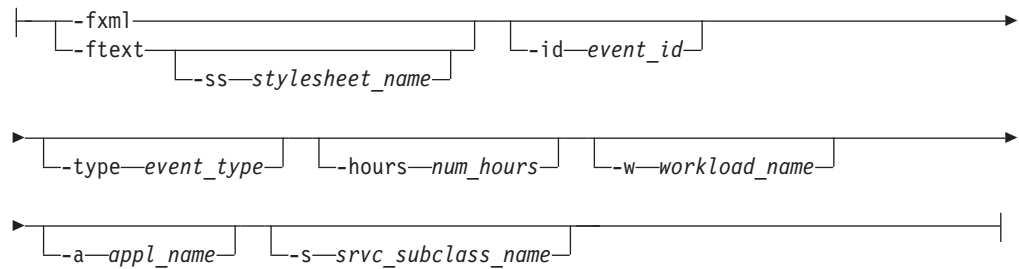 -fxml
-ftext
-id event_id
-ss stylesheet_name
-type event_type -hours num_hours -w workload_name
-a appl_name -s srvc_subclass_name